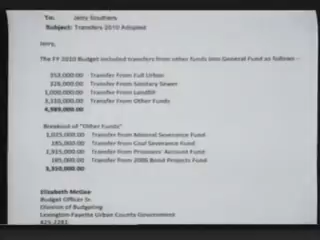 To: Jerry
Subject: Transfers 2010 Adopted
Jerry,
The FY 2010 Budget included transfers from other funds into General Fund as follows --
353,000.00 Transfer From Full Urban
326,000.00 Transfer From Sanitary Sewer
1,000,000.00 Transfer From Landfill
3,310,000.00 Transfer From Other Funds
4,989,000.00
Breakout of "Other Funds"
1,025,000.00 Transfer from Mineral Severance Fund
185,000.00 Transfer from Coal Severance Fund
1,915,000.00 Transfer from Prisoners' Account Fund
185,000.00 Transfer from 2006 Bond Projects Fund
3,310,000.00
Elizabeth McGee
Budget Officer Sr.
Division of Budgeting
Lexington-Fayette Urban County Government